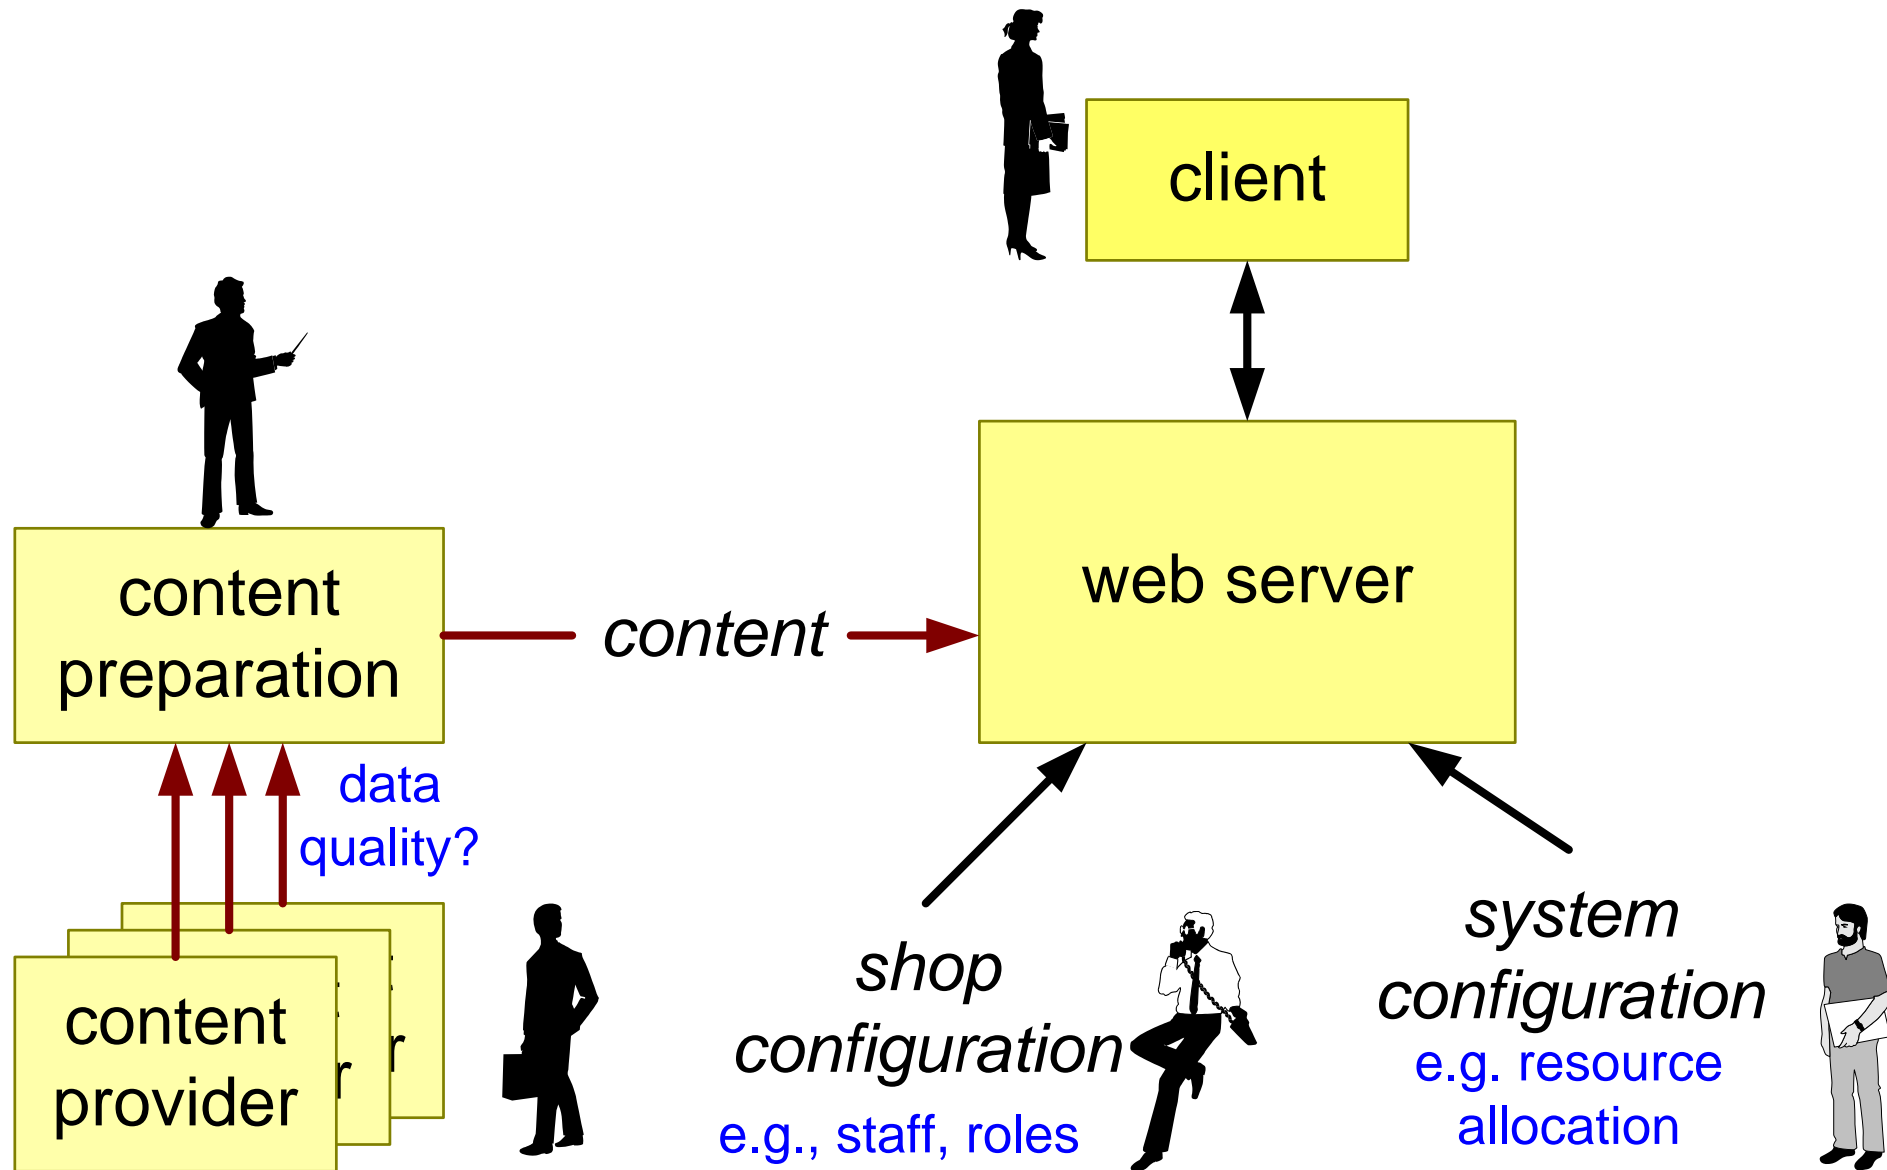 client
web server
content
preparation
content
data
quality?
content
provider
shop
configuration
e.g., staff, roles
system
configuration
e.g. resource
allocation